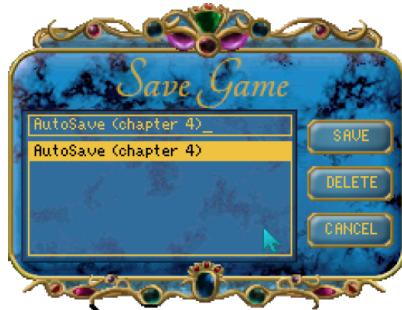 Save Game
AutoSave (chapter 4)_
AutoSave (chapter 4)
SAVE
DELETE
CANCEL